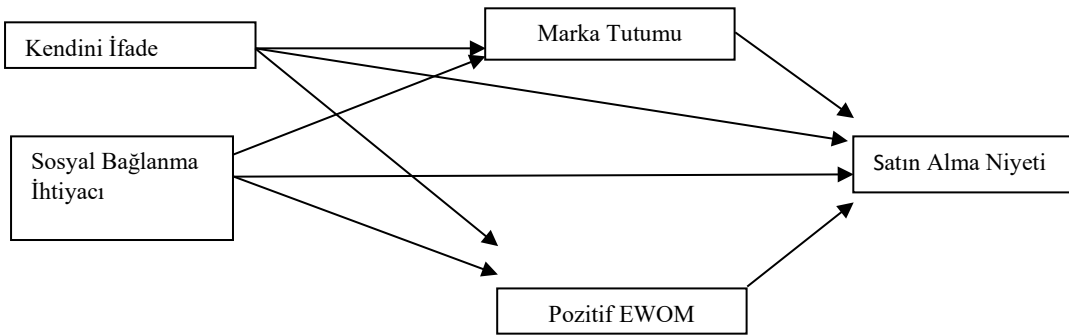 Kendini İfade
Marka Tutumu
Sosyal Bağlanma
İhtiyacı
Satın Alma Niyeti
Pozitif EWOM